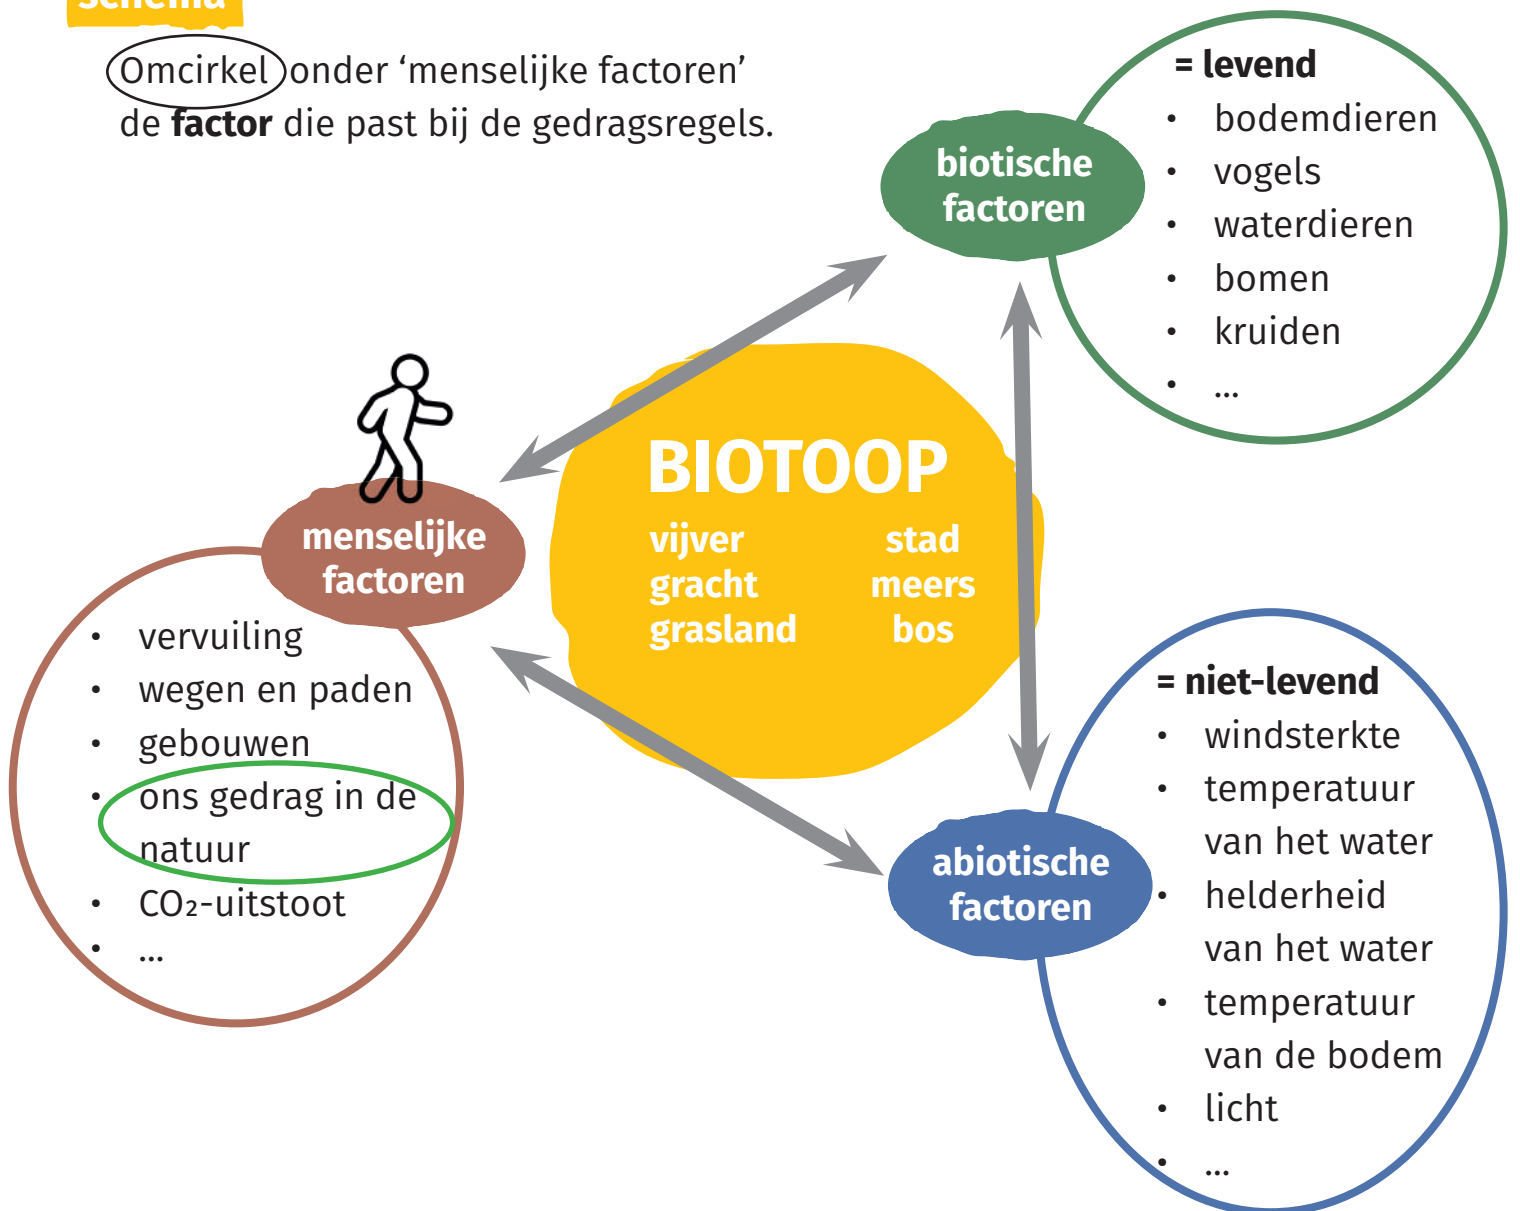 schema
Omcirkel onder ‘menselijke factoren’
de factor die past bij de gedragsregels.
biotische
factoren
= levend
• bodemdieren
• vogels
• waterdieren
• bomen
• kruiden
• ...
BIOTOOP
vijver stad
gracht meers
grasland bos
menselijke
factoren
• vervuiling
• wegen en paden
• gebouwen
• ons gedrag in de
natuur
• CO₂-uitstoot
• ...
abiotische
factoren
= niet-levend
• windsterkte
• temperatuur
van het water
• helderheid
van het water
• temperatuur
van de bodem
• licht
• ...